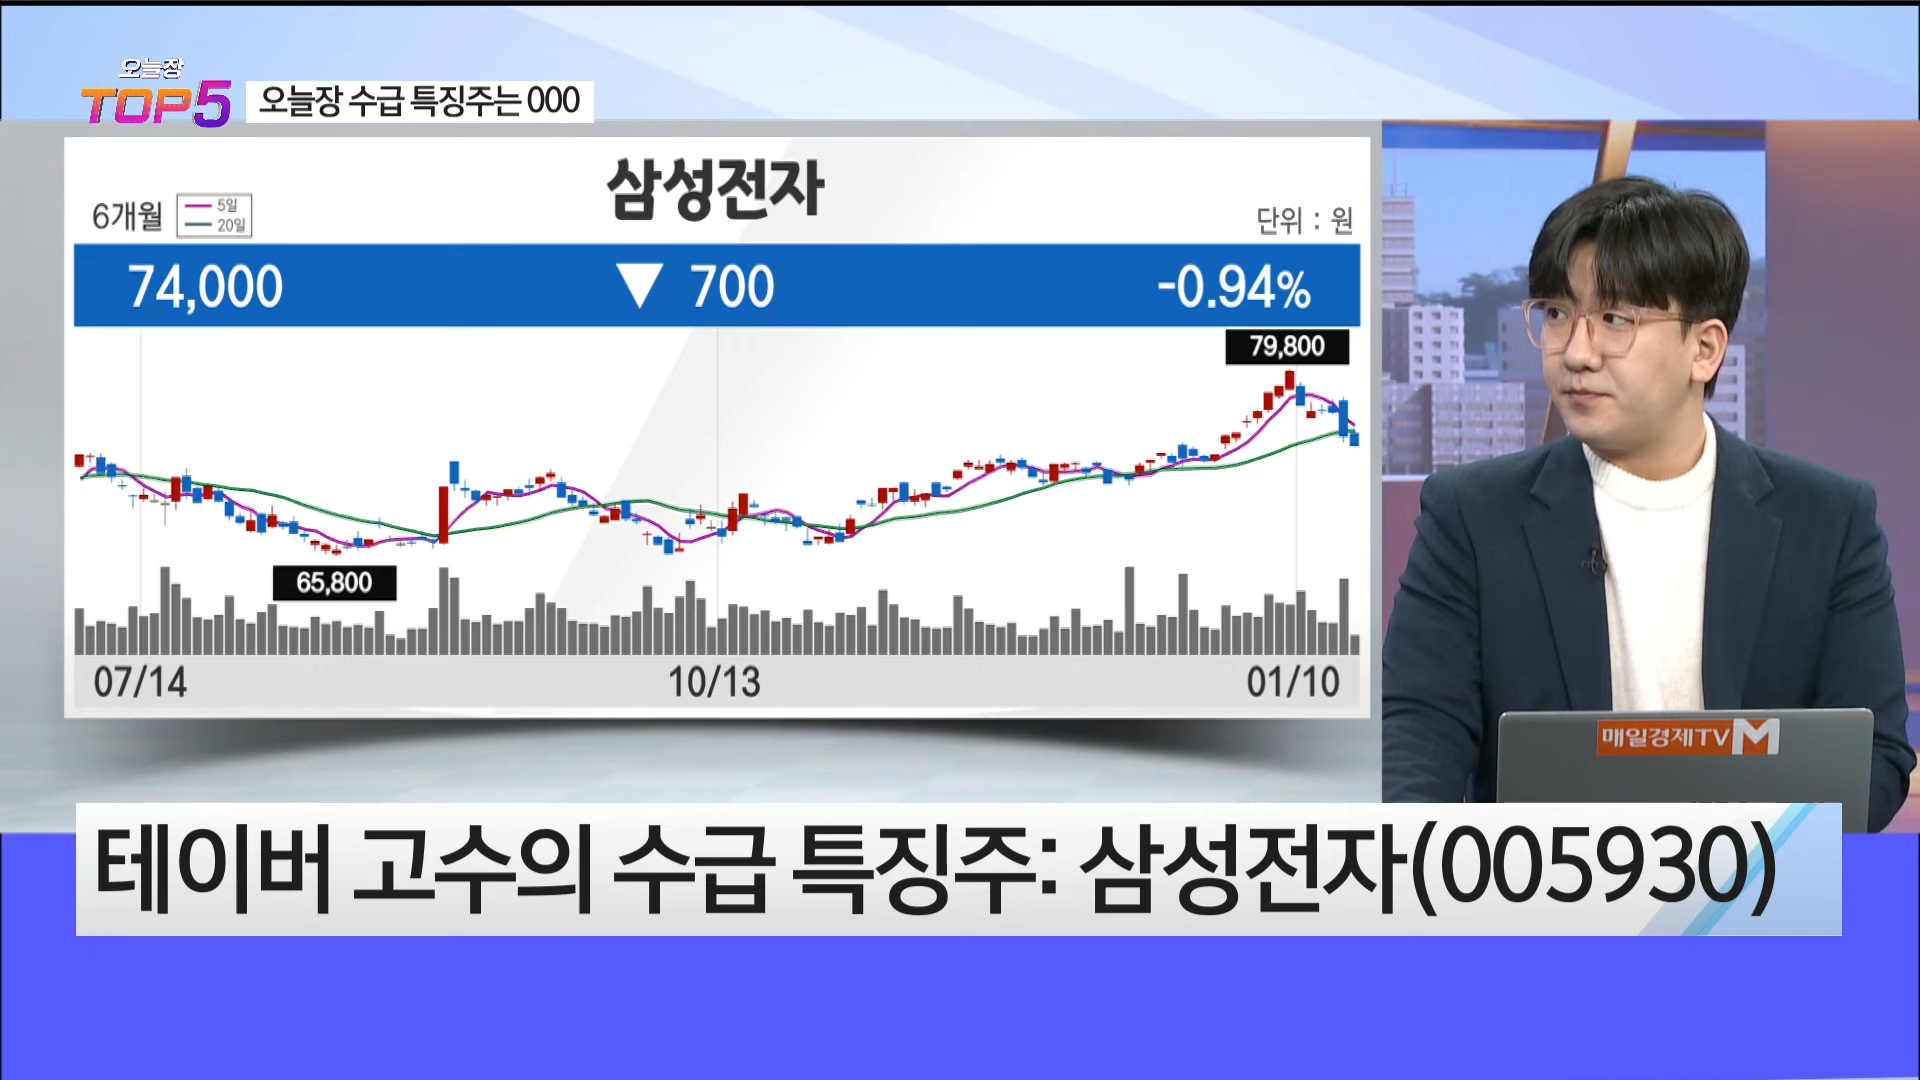 오늘장
TOP5
오늘장 수급 특징주는 000
삼성전자
6개월
5일
20일
단위 : 원
74,000 ▼ 700 -0.94%
79,800
65,800
07/14 10/13 01/10
매일경제TV M
테이버 고수의 수급 특징주: 삼성전자(005930)